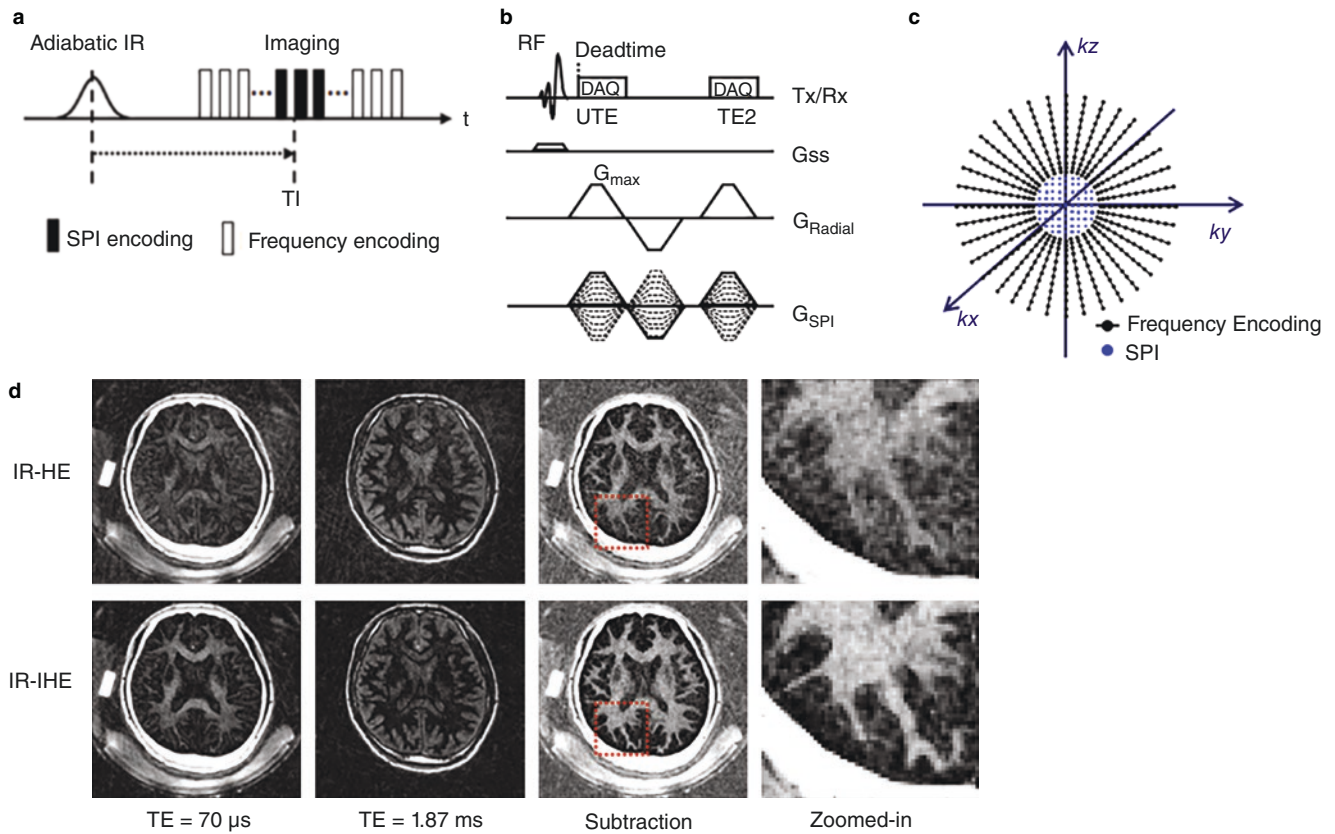 a
Adiabatic IR
Imaging
t
TI
SPI encoding
Frequency encoding
b
RF
Deadtime
DAQ
DAQ
Tx/Rx
UTE
TE2
Gss
Gmax
GRadial
GSPI
c
kz
ky
kx
Frequency Encoding
SPI
d
IR-HE
IR-IHE
TE = 70 µs
TE = 1.87 ms
Subtraction
Zoomed-in